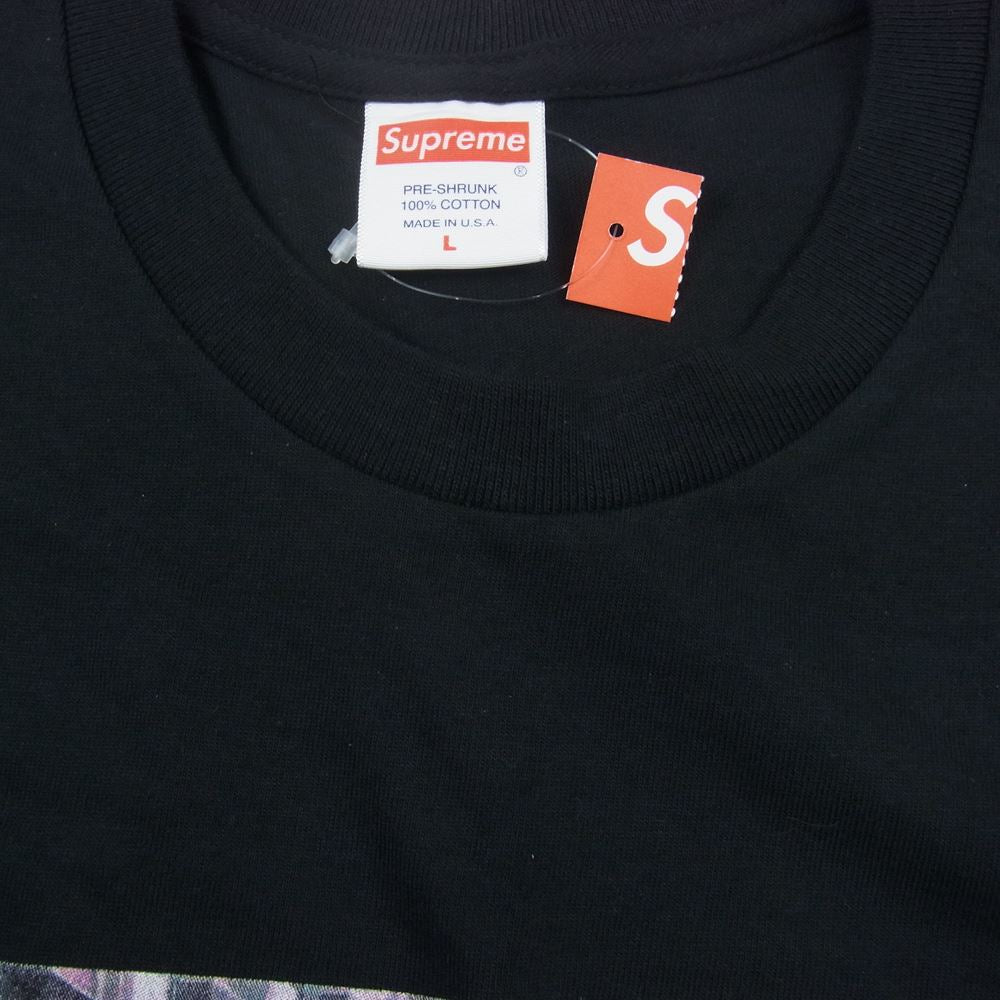 Supreme
®
PRE-SHRUNK
100% COTTON
MADE IN U.S.A.
L
S